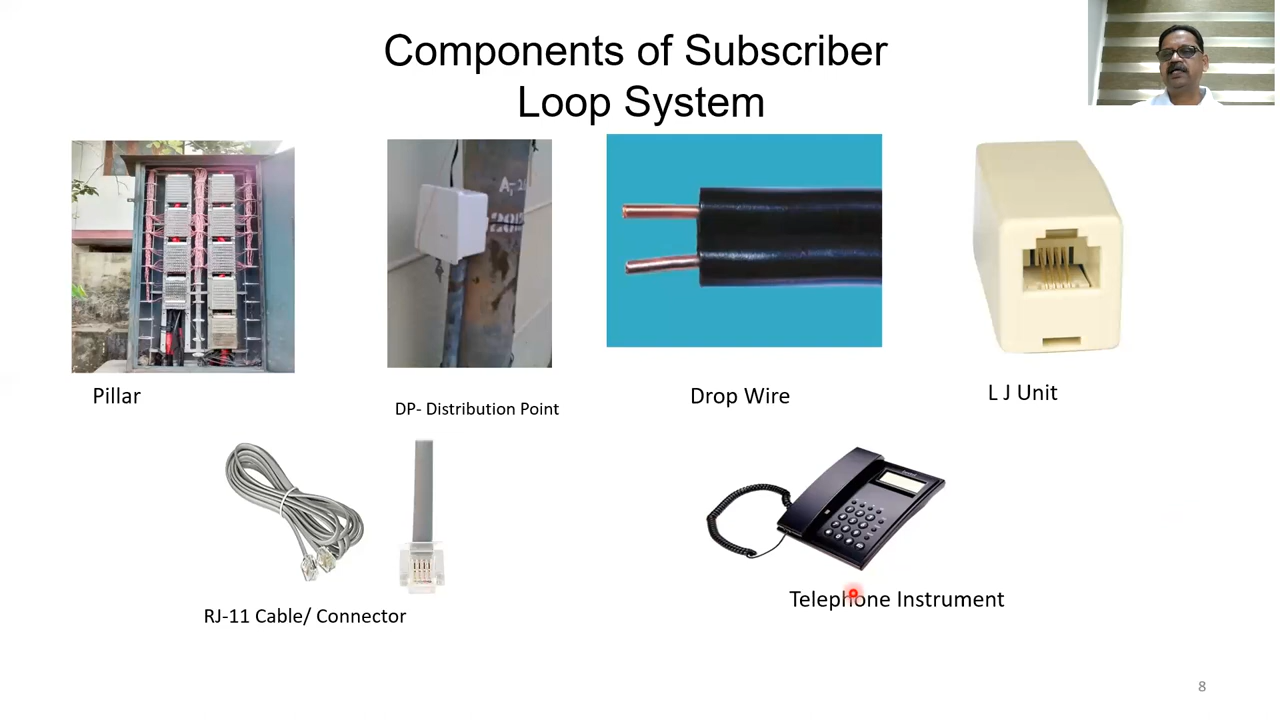 Components of Subscriber
Loop System
Pillar
DP- Distribution Point
Drop Wire
L J Unit
RJ-11 Cable/ Connector
Telephone Instrument
8